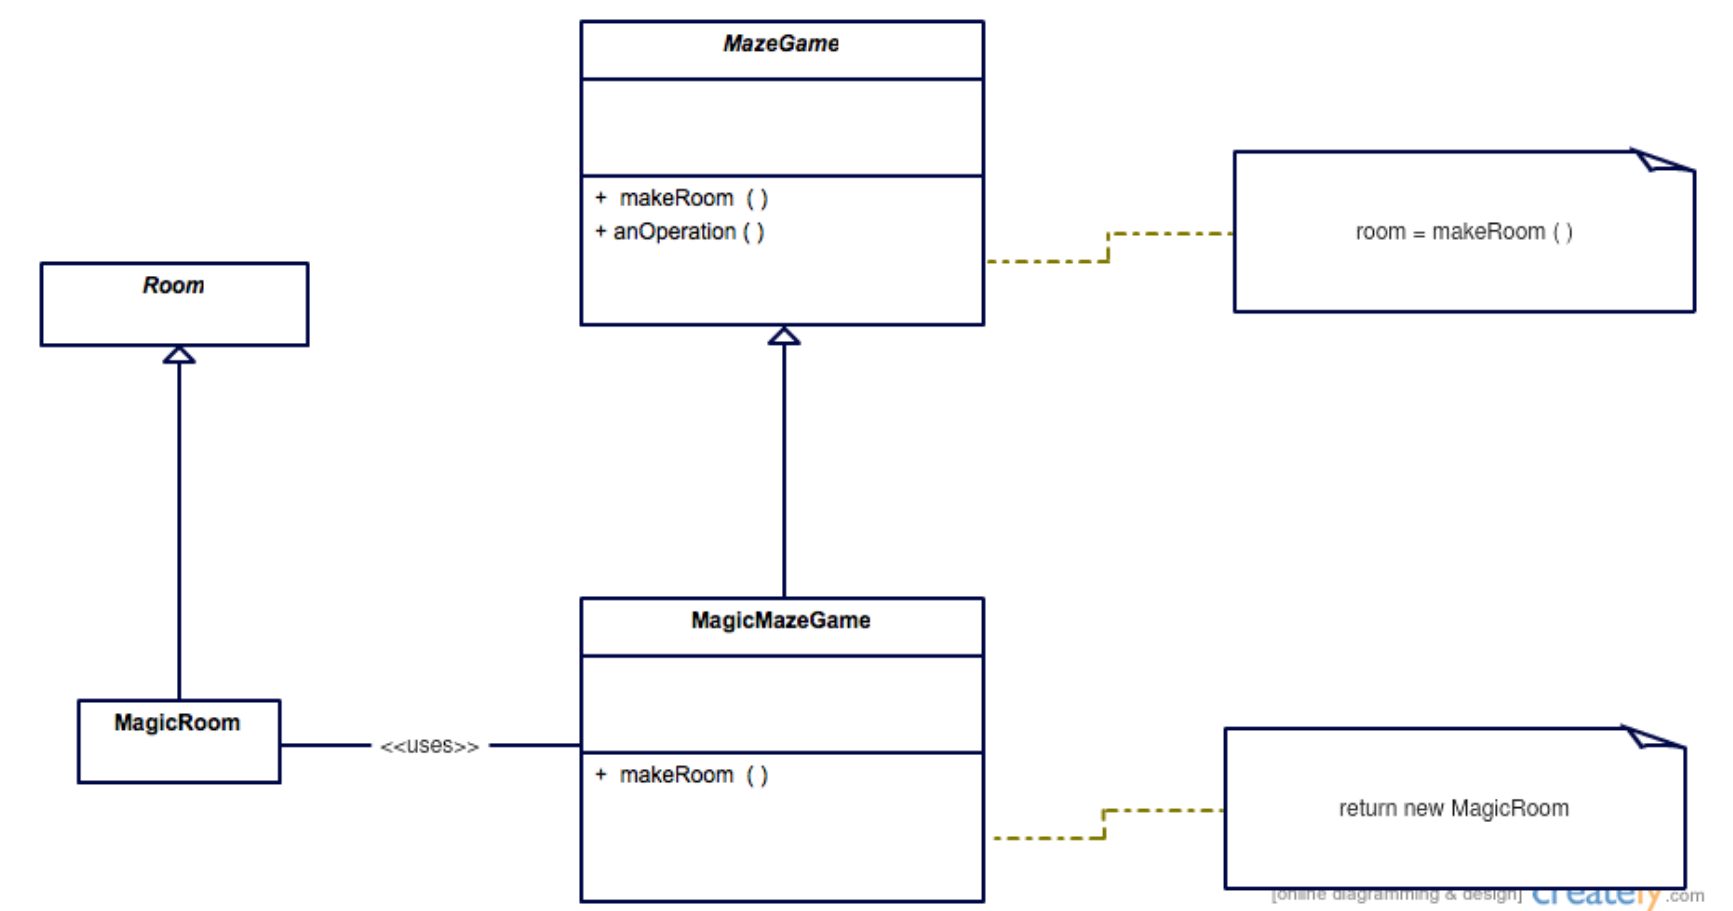 MazeGame
+ makeRoom ( )
+ anOperation ( )
room = makeRoom ( )
Room
MagicMazeGame
+ makeRoom ( )
MagicRoom
<<uses>>
return new MagicRoom
[online diagramming & design] creately.com